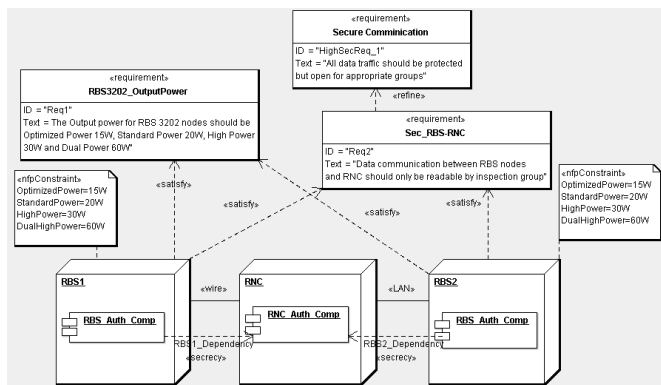 «requirement»
Secure Comminication
ID = "HighSecReq_1"
Text = "All data traffic should be protected
but open for appropriate groups"
«requirement»
RBS3202_OutputPower
ID = "Req1"
Text = The Output power for RBS 3202 nodes should be
Optimized Power 15W, Standard Power 20W, High Power
30W and Dual Power 60W"
«refine»
«requirement»
Sec_RBS-RNC
ID = "Req2"
Text = "Data communication between RBS nodes
and RNC should only be readable by inspection group"
«nfpConstraint»
OptimizedPower=15W
StandardPower=20W
HighPower=30W
DualHighPower=60W
«satisfy»
«satisfy»
«satisfy»
«satisfy»
«nfpConstraint»
OptimizedPower=15W
StandardPower=20W
HighPower=30W
DualHighPower=60W
RBS1
«wire»
RNC
«LAN»
RBS2
RBS_Auth_Comp
RNC_Auth_Comp
RBS_Auth_Comp
RBS1_Dependency
«secrecy»
RBS2_Dependency
«secrecy»